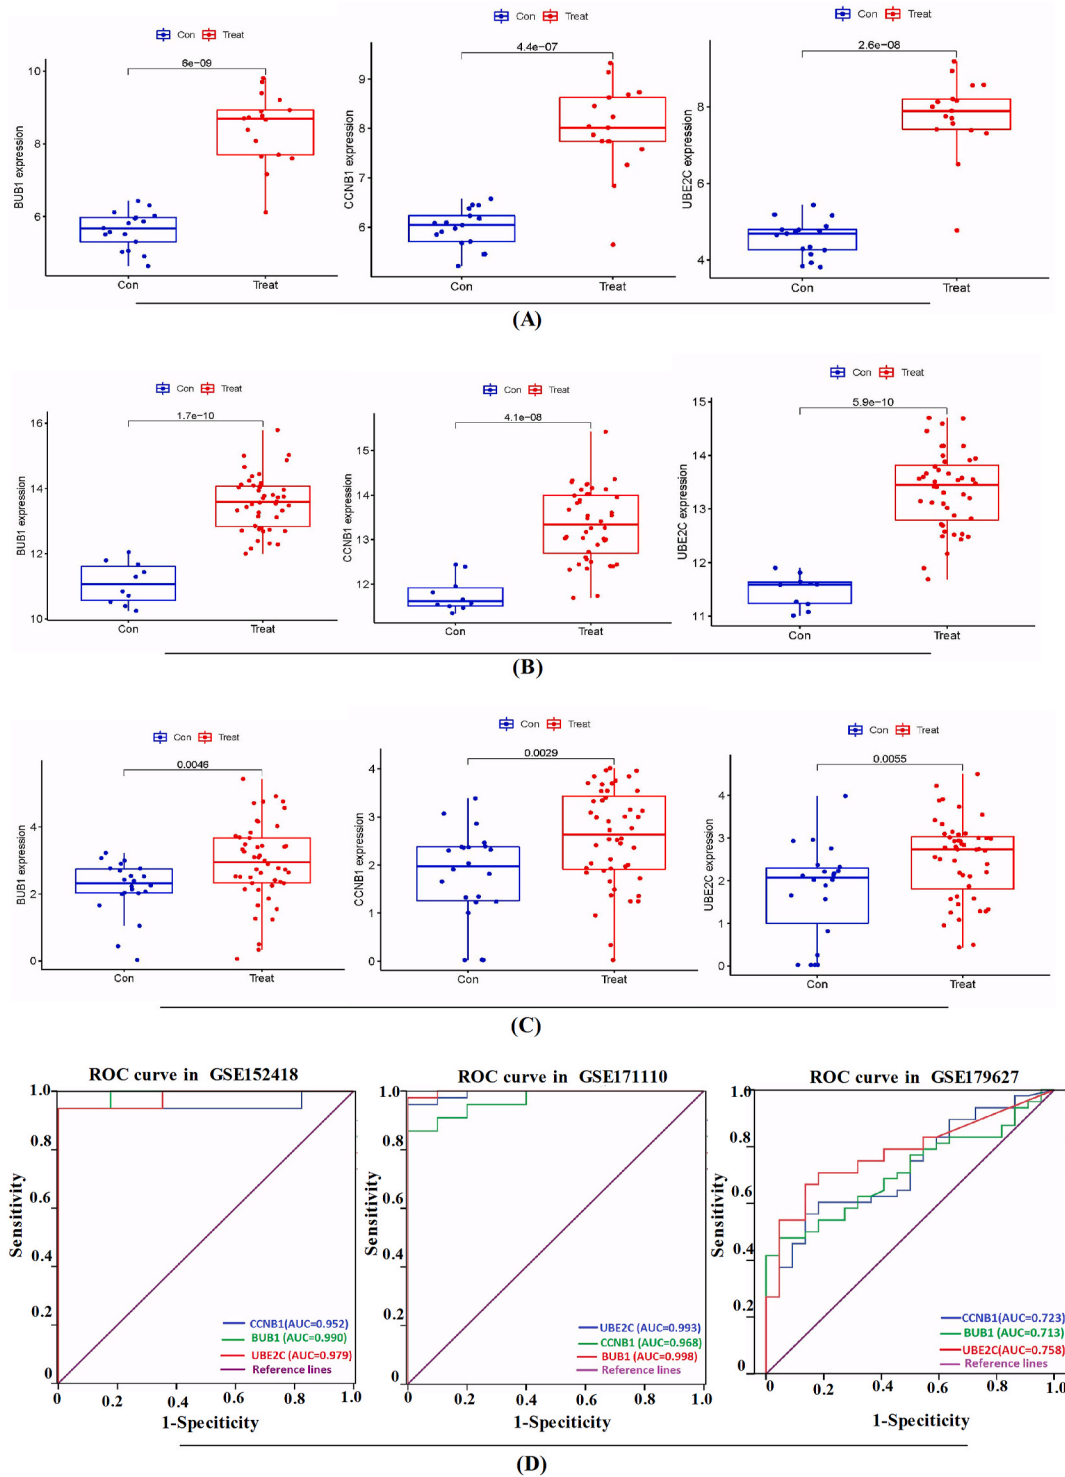 Con Treat
6e-09
BUB1 expression
10
8
6
Con Treat
Con Treat
4.4e-07
CCNB1 expression
9
8
7
6
Con Treat
Con Treat
2.6e-08
UBE2C expression
8
6
4
Con Treat
(A)
Con Treat
1.7e-10
BUB1 expression
16
14
12
10
Con Treat
Con Treat
4.1e-08
CCNB1 expression
15
14
13
12
Con Treat
Con Treat
5.9e-10
UBE2C expression
15
14
13
12
11
Con Treat
(B)
Con Treat
0.0046
BUB1 expression
4
2
0
Con Treat
Con Treat
0.0029
CCNB1 expression
4
3
2
1
0
Con Treat
Con Treat
0.0055
UBE2C expression
4
3
2
1
0
Con Treat
(C)
ROC curve in GSE152418
Sensitivity
1.0
0.8
0.6
0.4
0.2
0
CCNB1(AUC=0.952)
BUB1 (AUC=0.990)
UBE2C (AUC=0.979)
Reference lines
0 0.2 0.4 0.6 0.8 1.0
1-Speciticity
ROC curve in GSE171110
Sensitivity
1.0
0.8
0.6
0.4
0.2
0
UBE2C (AUC=0.993)
CCNB1 (AUC=0.968)
BUB1 (AUC=0.998)
Reference lines
0 0.2 0.4 0.6 0.8 1.0
1-Speciticity
ROC curve in GSE179627
Sensitivity
1.0
0.8
0.6
0.4
0.2
0
CCNB1(AUC=0.723)
BUB1 (AUC=0.713)
UBE2C(AUC=0.758)
Reference lines
0 0.2 0.4 0.6 0.8 1.0
1-Speciticity
(D)